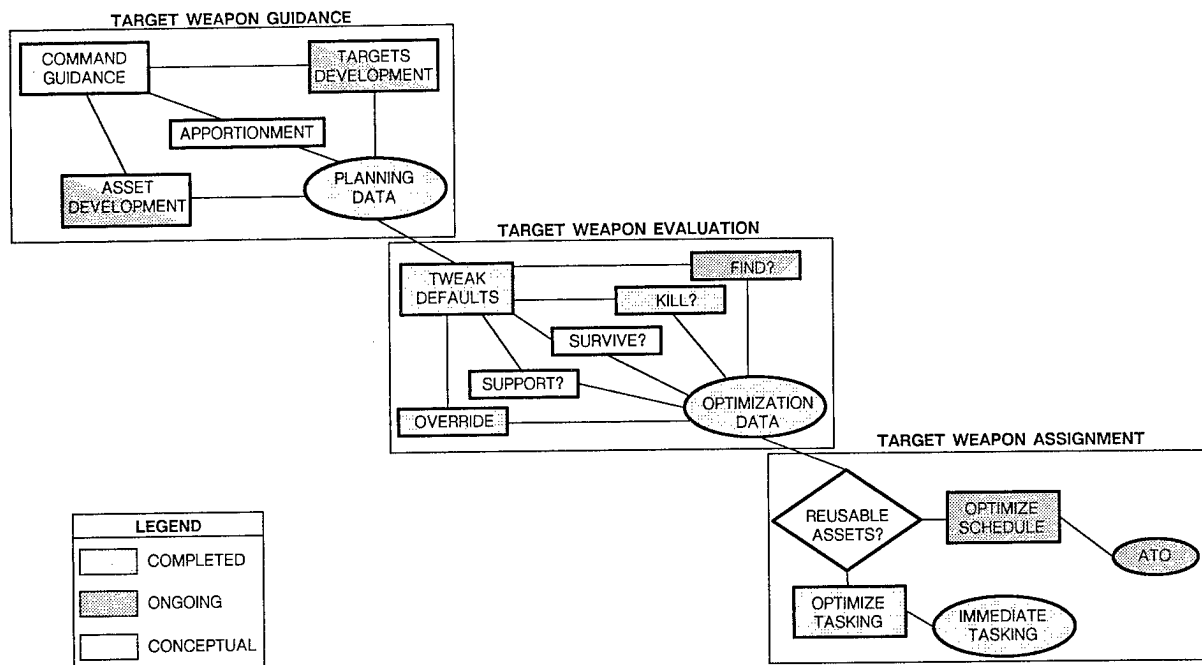 TARGET WEAPON GUIDANCE
COMMAND
GUIDANCE
TARGETS
DEVELOPMENT
APPORTIONMENT
ASSET
DEVELOPMENT
PLANNING
DATA
TARGET WEAPON EVALUATION
TWEAK
DEFAULTS
FIND?
KILL?
SURVIVE?
SUPPORT?
OVERRIDE
OPTIMIZATION
DATA
TARGET WEAPON ASSIGNMENT
REUSABLE
ASSETS?
OPTIMIZE
SCHEDULE
ATO
OPTIMIZE
TASKING
IMMEDIATE
TASKING
LEGEND
COMPLETED
ONGOING
CONCEPTUAL